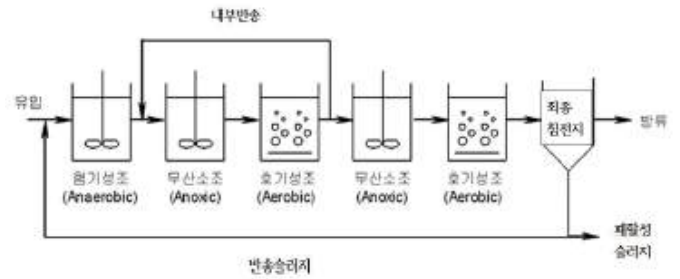 내부반송
유입
혐기성조
(Anaerobic)
무산소조
(Anoxic)
호기성조
(Aerobic)
무산소조
(Anoxic)
호기성조
(Aerobic)
최종
침전지
방류
폐활성
슬러지
반송슬러지